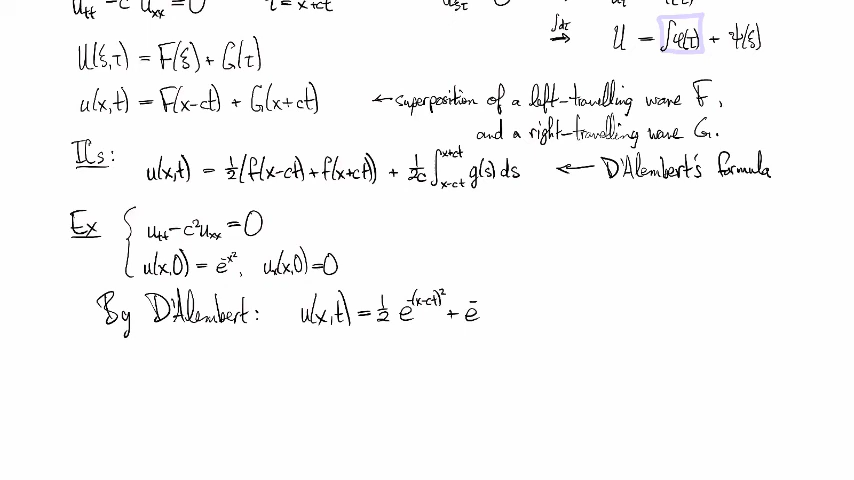 u_tt - c² u_xx = 0 τ = x+ct
∫dτ ⇒ U = ∫φ(τ) + ψ(ξ)
U(ξ,τ) = F(ξ) + G(τ)
u(x,t) = F(x-ct) + G(x+ct) ← superposition of a left-travelling wave F,
and a right-travelling wave G.
ICs:
u(x,t) = ½(f(x-ct) + f(x+ct)) + 1/2c ∫_{x-ct}^{x+ct} g(s) ds ← D'Alembert's formula
Ex { u_tt - c² u_xx = 0
u(x,0) = e^{-x²}, u_t(x,0) = 0
By D'Alembert: u(x,t) = ½ e^{-(x-ct)²} + e^-